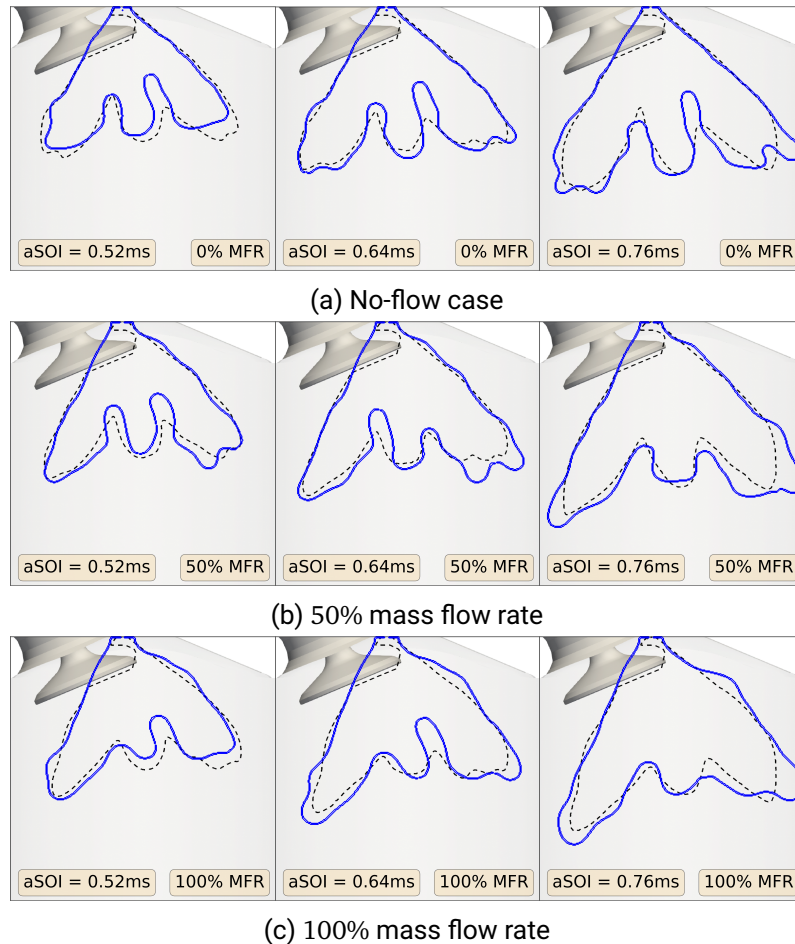 aSOI = 0.52ms 0% MFR aSOI = 0.64ms 0% MFR aSOI = 0.76ms 0% MFR
(a) No-flow case
aSOI = 0.52ms 50% MFR aSOI = 0.64ms 50% MFR aSOI = 0.76ms 50% MFR
(b) 50% mass flow rate
aSOI = 0.52ms 100% MFR aSOI = 0.64ms 100% MFR aSOI = 0.76ms 100% MFR
(c) 100% mass flow rate